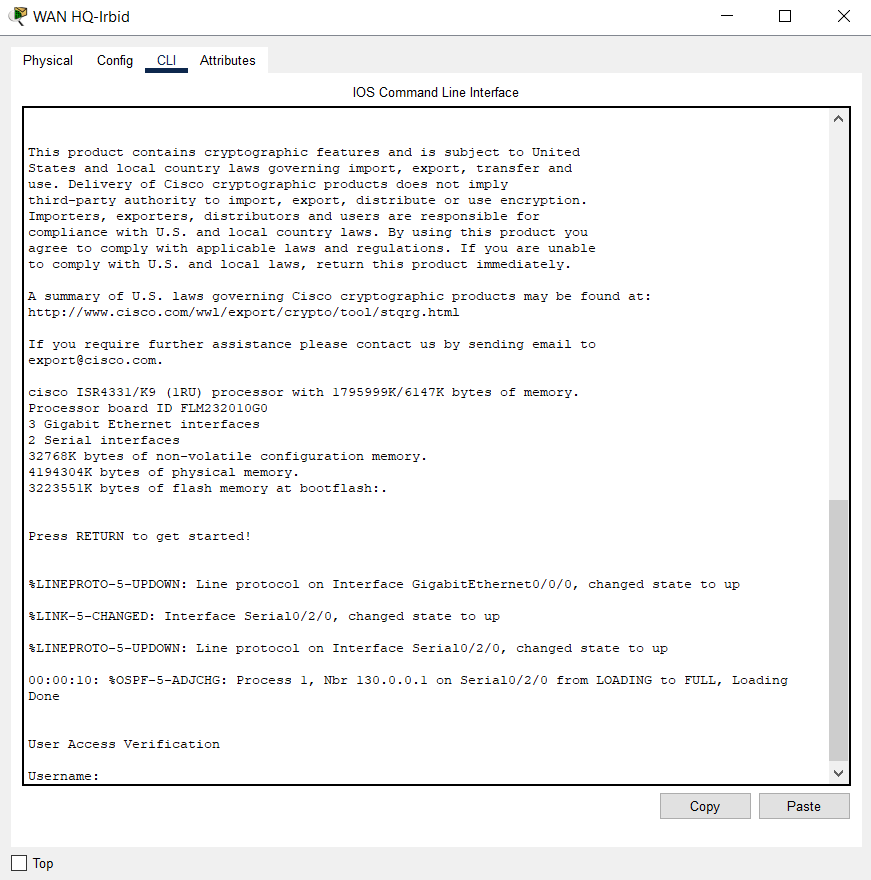 WAN HQ-Irbid
Physical Config CLI Attributes
IOS Command Line Interface
This product contains cryptographic features and is subject to United
States and local country laws governing import, export, transfer and
use. Delivery of Cisco cryptographic products does not imply
third-party authority to import, export, distribute or use encryption.
Importers, exporters, distributors and users are responsible for
compliance with U.S. and local country laws. By using this product you
agree to comply with applicable laws and regulations. If you are unable
to comply with U.S. and local laws, return this product immediately.
A summary of U.S. laws governing Cisco cryptographic products may be found at:
http://www.cisco.com/wwl/export/crypto/tool/stqrg.html
If you require further assistance please contact us by sending email to
export@cisco.com.
cisco ISR4331/K9 (1RU) processor with 1795999K/6147K bytes of memory.
Processor board ID FLM232010G0
3 Gigabit Ethernet interfaces
2 Serial interfaces
32768K bytes of non-volatile configuration memory.
4194304K bytes of physical memory.
3223551K bytes of flash memory at bootflash:.
Press RETURN to get started!
%LINEPROTO-5-UPDOWN: Line protocol on Interface GigabitEthernet0/0/0, changed state to up
%LINK-5-CHANGED: Interface Serial0/2/0, changed state to up
%LINEPROTO-5-UPDOWN: Line protocol on Interface Serial0/2/0, changed state to up
00:00:10: %OSPF-5-ADJCHG: Process 1, Nbr 130.0.0.1 on Serial0/2/0 from LOADING to FULL, Loading
Done
User Access Verification
Username:
Copy Paste
Top